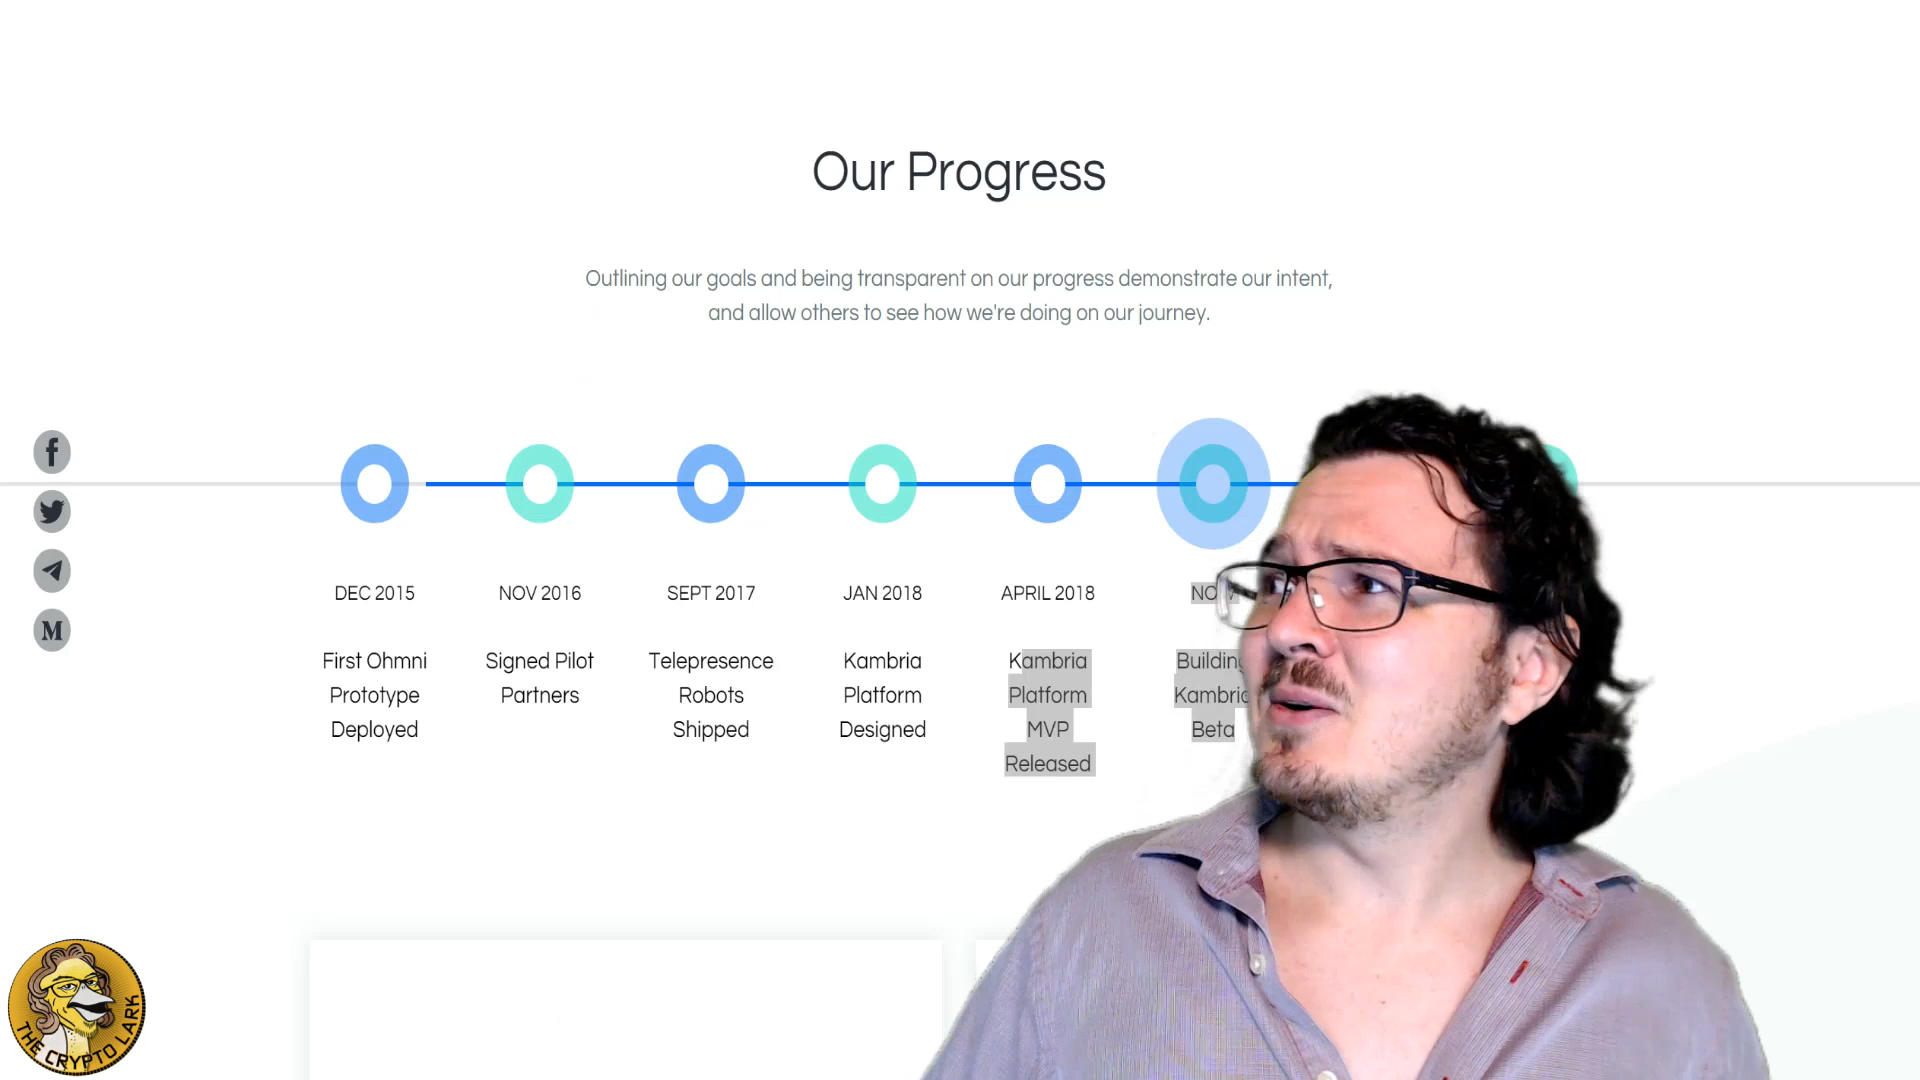 Our Progress
Outlining our goals and being transparent on our progress demonstrate our intent,
and allow others to see how we're doing on our journey.
DEC 2015
First Ohmni
Prototype
Deployed
NOV 2016
Signed Pilot
Partners
SEPT 2017
Telepresence
Robots
Shipped
JAN 2018
Kambria
Platform
Designed
APRIL 2018
Kambria
Platform
MVP
Released
NOV
Building
Kambria
Beta
THE CRYPTO LARK